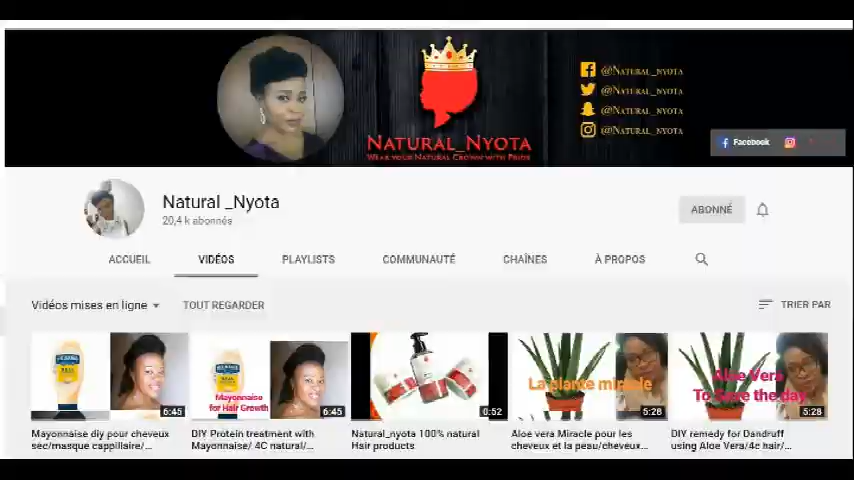 @Natural_nyota
@Natural_nyota
@Natural_nyota
@Natural_nyota
Natural_Nyota
Wear your Natural Crown with Pride
Facebook
Natural _Nyota
20,4 k abonnés
ABONNÉ
ACCUEIL VIDÉOS PLAYLISTS COMMUNAUTÉ CHAÎNES À PROPOS
Vidéos mises en ligne TOUT REGARDER
TRIER PAR
6:45
Mayonnaise
for Hair Growth
6:45
0:52
La plante miracle
5:28
Aloe Vera
To Save the day
5:28
Mayonnaise diy pour cheveux
sec/masque cappillaire/...
DIY Protein treatment with
Mayonnaise/ 4C natural/...
Natural_nyota 100% natural
Hair products
Aloe vera Miracle pour les
cheveux et la peau/cheveux...
DIY remedy for Dandruff
using Aloe Vera/4c hair/...